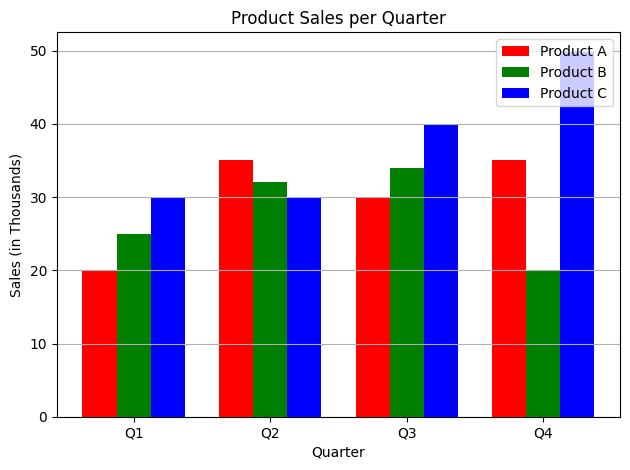 Product Sales per Quarter
Product A
Product B
Product C
Sales (in Thousands)
50
40
30
20
10
0
Q1 Q2 Q3 Q4
Quarter